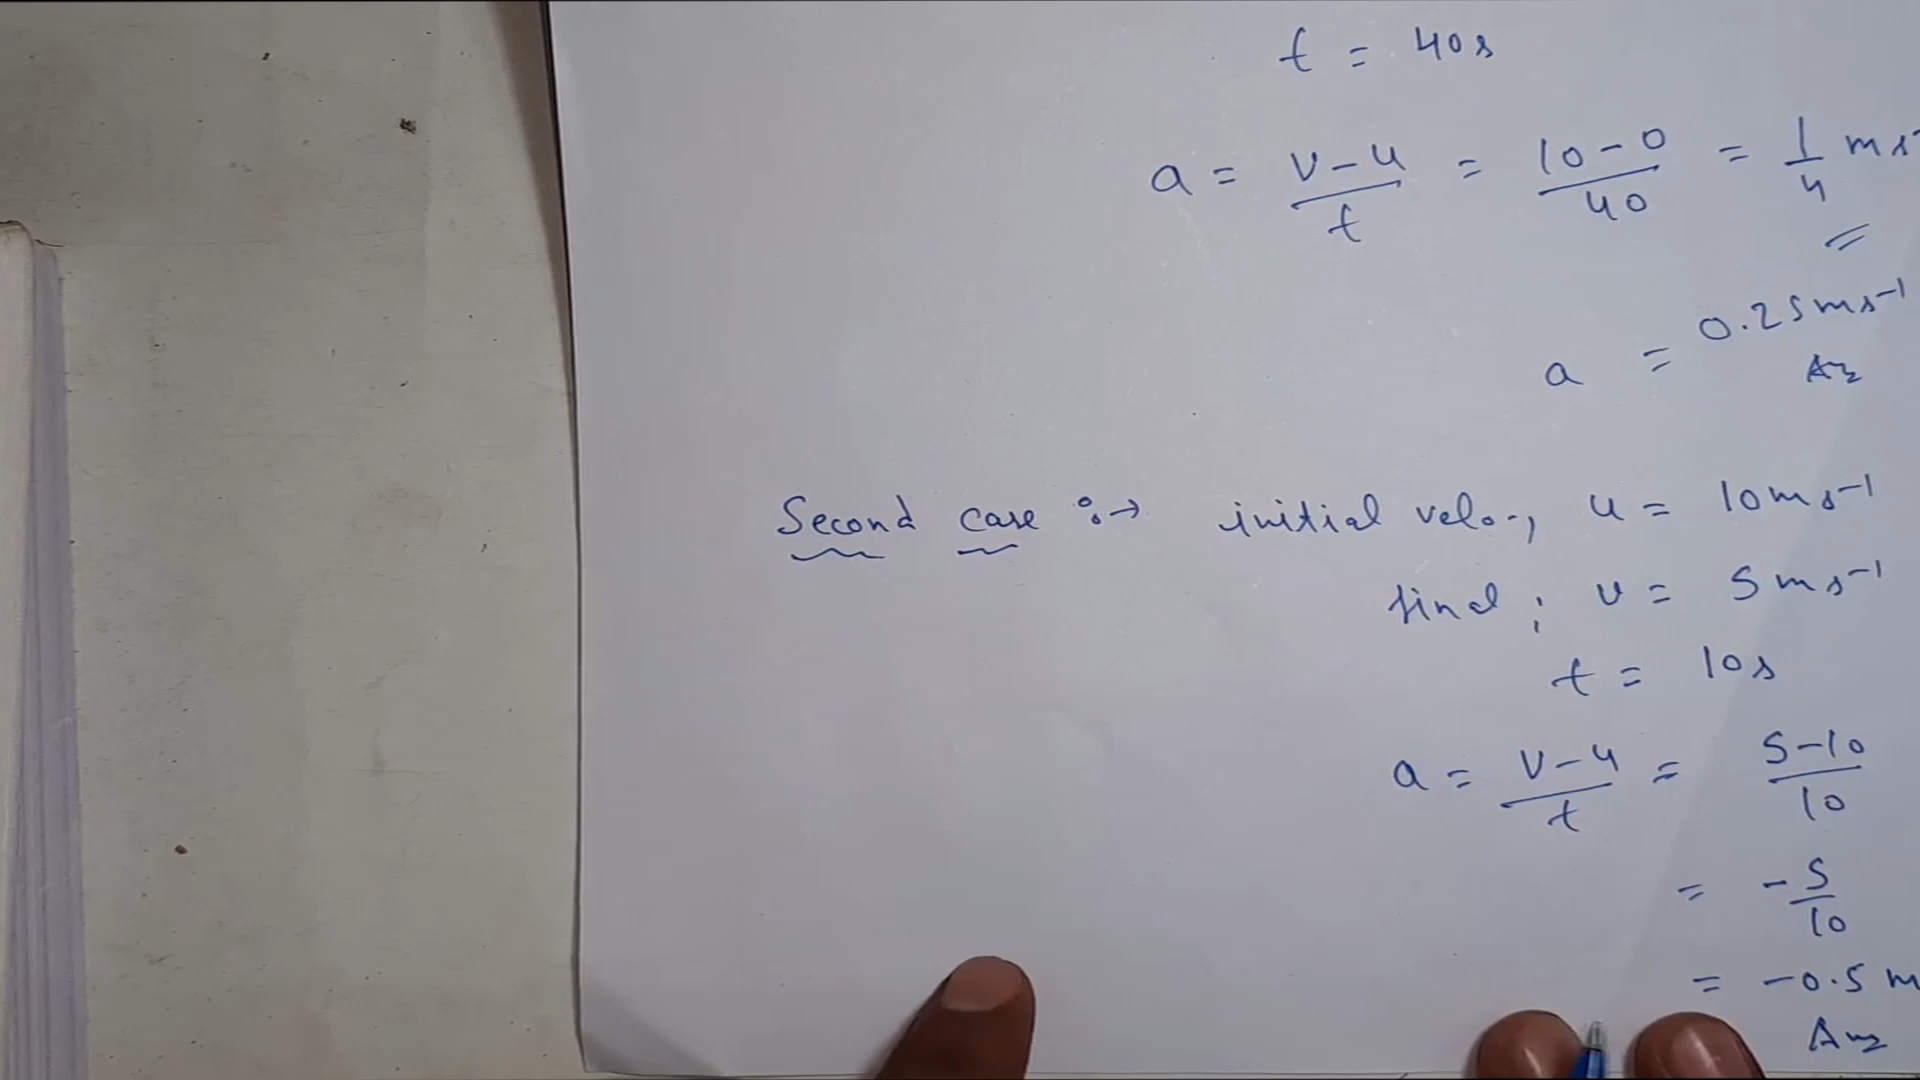 t = 40s
a = v-u/t = 10-0/40 = 1/4 ms-
a = 0.25ms-1
Ans
Second case :→ initial velo-, u = 10ms-1
final ; v = 5ms-1
t = 10s
a = v-u/t = 5-10/10
= -5/10
= -0.5 m
Ans